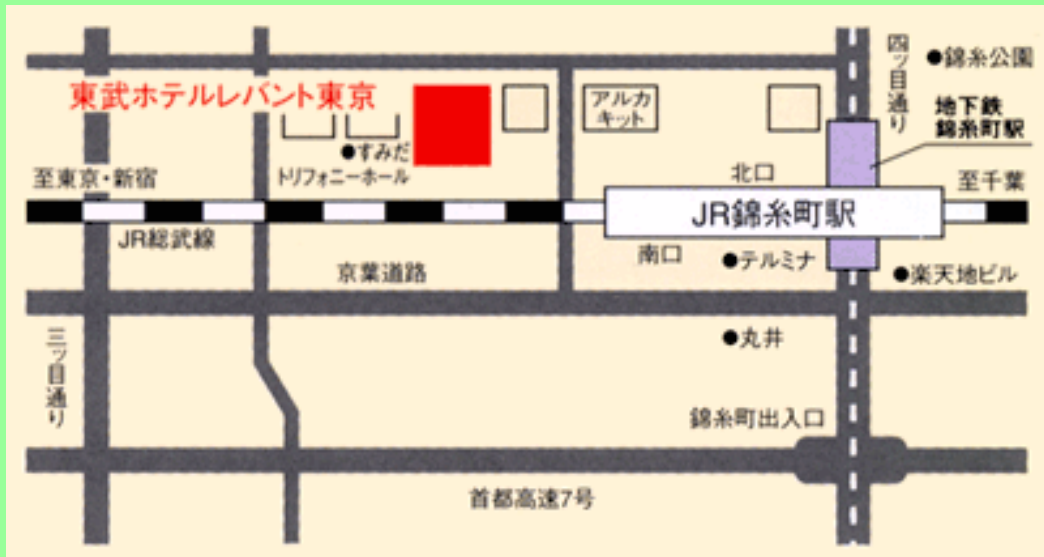 四ッ目通り
●錦糸公園
東武ホテルレバント東京
アルカ
キット
地下鉄
錦糸町駅
●すみだ
トリフォニーホール
至東京・新宿
北口
至千葉
JR錦糸町駅
JR総武線
南口
●テルミナ
京葉道路
●楽天地ビル
三ッ目通り
●丸井
錦糸町出入口
首都高速7号